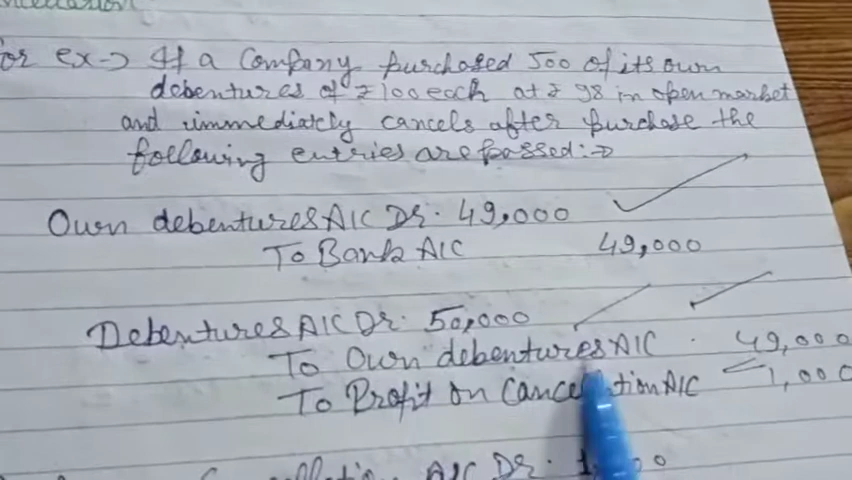 for ex→ If a Company purchased 500 of its own
debentures of ₹100 each at ₹ 98 in open market
and immediately cancels after purchase the
following entries are passed:→
Own debentures A/C Dr. 49,000
To Bank A/C 49,000
Debentures A/C Dr. 50,000
To Own debentures A/C 49,000
To Profit on Cancellation A/C 1,000
A/C Dr.